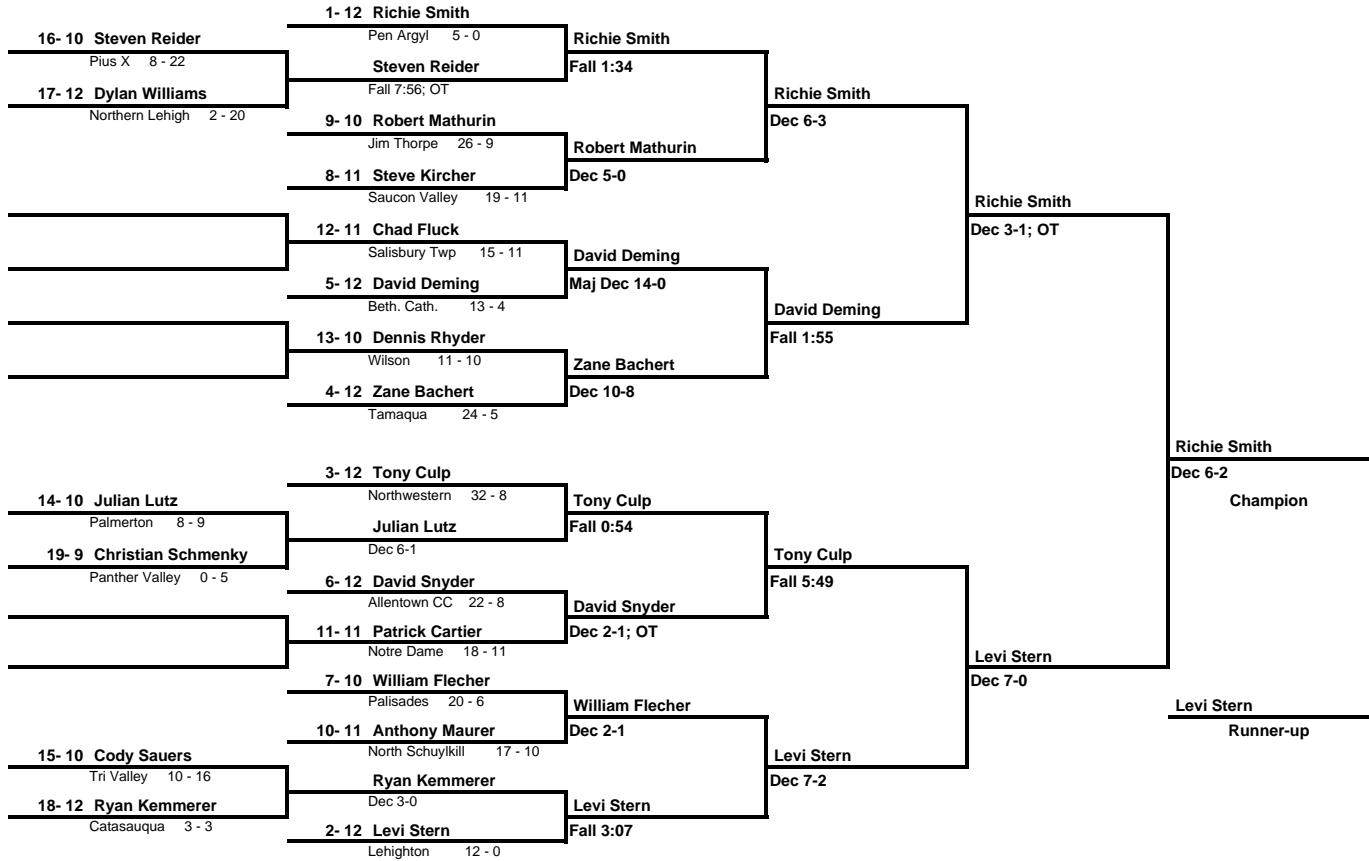 1- 12 Richie Smith
Pen Argyl 5 - 0
16- 10 Steven Reider
Pius X 8 - 22
Richie Smith
Fall 1:34
Steven Reider
Fall 7:56; OT
17- 12 Dylan Williams
Northern Lehigh 2 - 20
Richie Smith
Dec 6-3
9- 10 Robert Mathurin
Jim Thorpe 26 - 9
Robert Mathurin
Dec 5-0
8- 11 Steve Kircher
Saucon Valley 19 - 11
Richie Smith
Dec 3-1; OT
12- 11 Chad Fluck
Salisbury Twp 15 - 11
David Deming
Maj Dec 14-0
5- 12 David Deming
Beth. Cath. 13 - 4
David Deming
Fall 1:55
13- 10 Dennis Rhyder
Wilson 11 - 10
Zane Bachert
Dec 10-8
4- 12 Zane Bachert
Tamaqua 24 - 5
Richie Smith
Dec 6-2
Champion
3- 12 Tony Culp
Northwestern 32 - 8
14- 10 Julian Lutz
Palmerton 8 - 9
Tony Culp
Fall 0:54
Julian Lutz
Dec 6-1
19- 9 Christian Schmenky
Panther Valley 0 - 5
Tony Culp
Fall 5:49
6- 12 David Snyder
Allentown CC 22 - 8
David Snyder
Dec 2-1; OT
11- 11 Patrick Cartier
Notre Dame 18 - 11
Levi Stern
Dec 7-0
7- 10 William Flecher
Palisades 20 - 6
William Flecher
Dec 2-1
Levi Stern
Runner-up
10- 11 Anthony Maurer
North Schuylkill 17 - 10
15- 10 Cody Sauers
Tri Valley 10 - 16
Levi Stern
Dec 7-2
Ryan Kemmerer
Dec 3-0
18- 12 Ryan Kemmerer
Catasauqua 3 - 3
Levi Stern
Fall 3:07
2- 12 Levi Stern
Lehighton 12 - 0